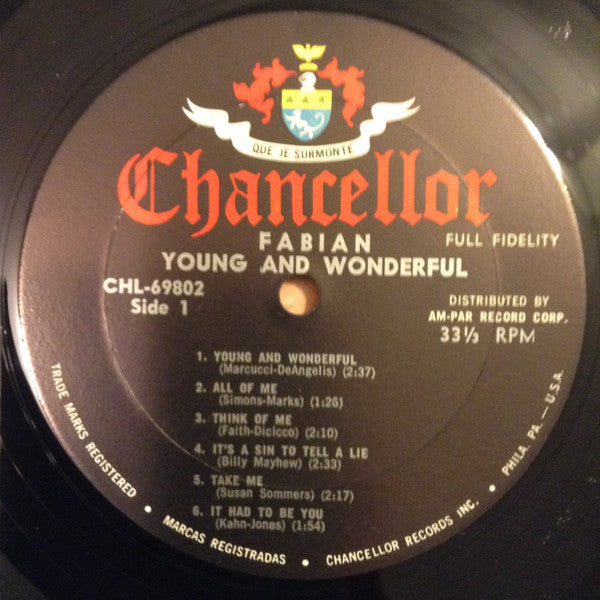 QUE JE SURMONTE
Chancellor
FABIAN
FULL FIDELITY
YOUNG AND WONDERFUL
CHL-69802
Side 1
DISTRIBUTED BY
AM-PAR RECORD CORP.
33⅓ RPM
1. YOUNG AND WONDERFUL
(Marcucci-DeAngelis) (2:37)
2. ALL OF ME
(Simons-Marks) (1:26)
3. THINK OF ME
(Faith-Dicicco) (2:10)
4. IT'S A SIN TO TELL A LIE
(Billy Mayhew) (2:33)
5. TAKE ME
(Susan Sommers) (2:17)
6. IT HAD TO BE YOU
(Kahn-Jones) (1:54)
TRADE MARKS REGISTERED • MARCAS REGISTRADAS • CHANCELLOR RECORDS INC. • PHILA, PA. — U.S.A.